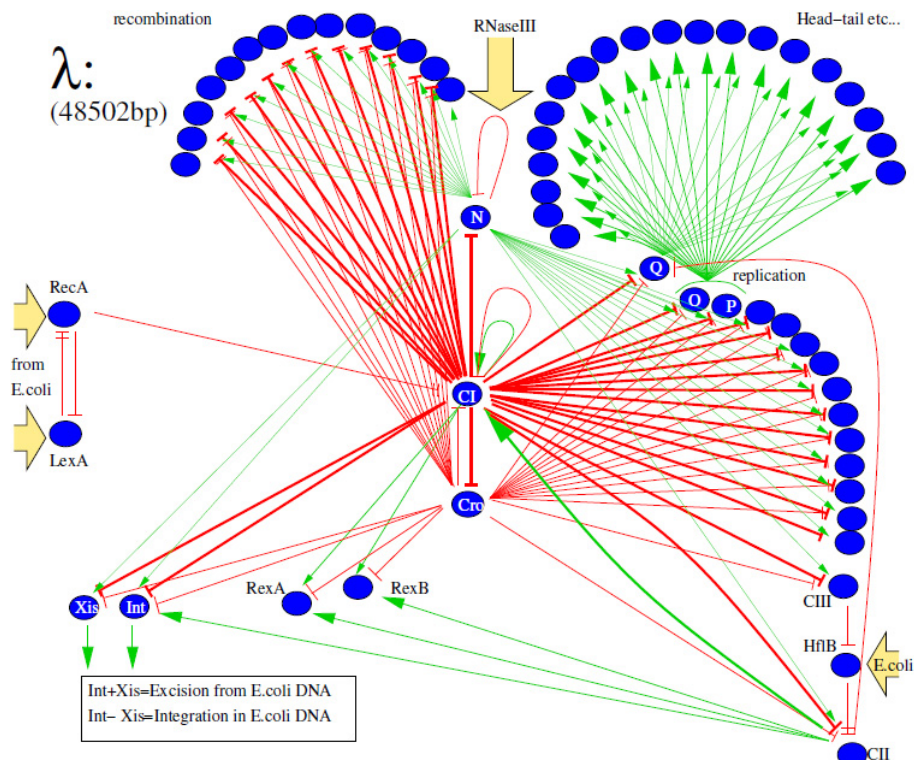 recombination
RNaseIII
Head-tail etc...
λ:
(48502bp)
N
Q
replication
RecA
O
P
from
E.coli
CI
LexA
Cro
RexA
RexB
CIII
Xis
Int
HflB
E.coli
Int+Xis=Excision from E.coli DNA
Int- Xis=Integration in E.coli DNA
CII